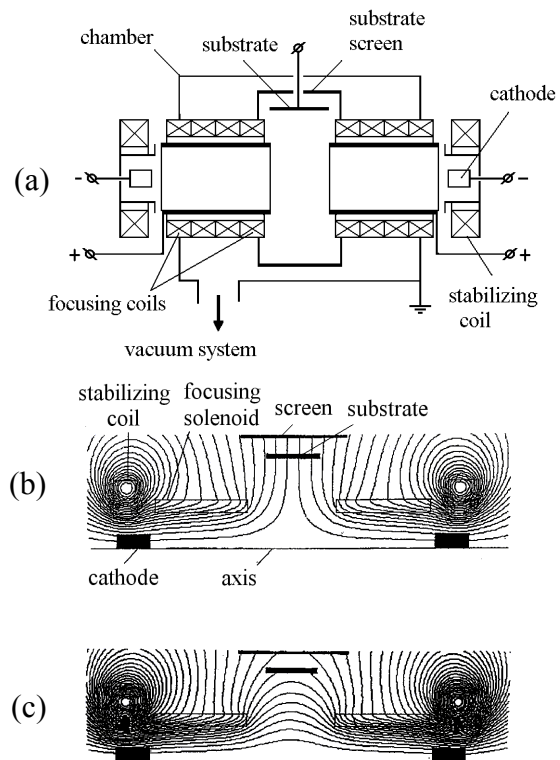 substrate
substrate
screen
chamber
cathode
(a)
-
-
+
+
focusing coils
stabilizing
coil
vacuum system
stabilizing
coil
focusing
solenoid
screen
substrate
(b)
cathode
axis
(c)